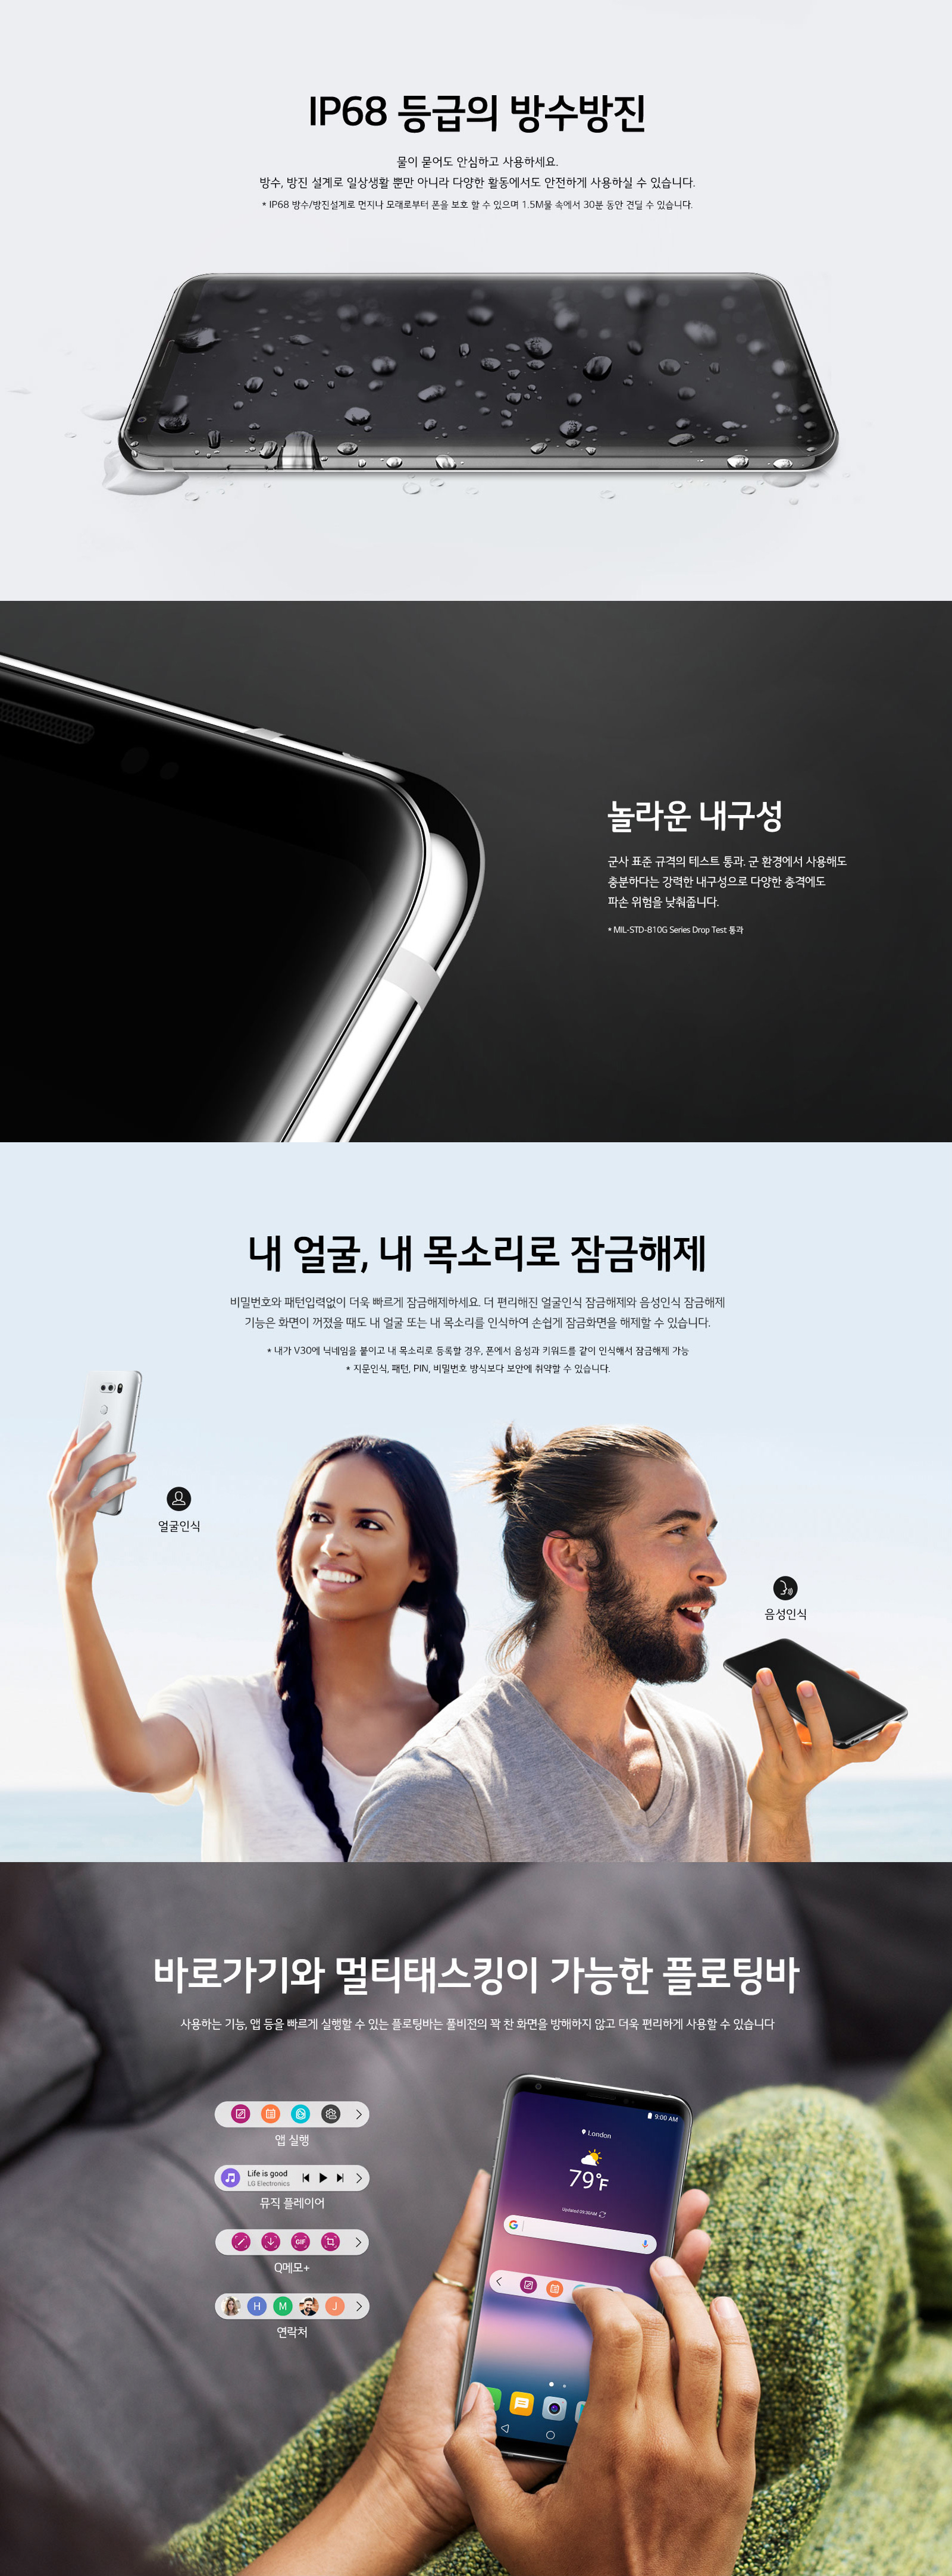 IP68 등급의 방수방진
물이 묻어도 안심하고 사용하세요.
방수, 방진 설계로 일상생활 뿐만 아니라 다양한 활동에서도 안전하게 사용하실 수 있습니다.
* IP68 방수/방진설계로 먼지나 모래로부터 폰을 보호 할 수 있으며 1.5M물 속에서 30분 동안 견딜 수 있습니다.
놀라운 내구성
군사 표준 규격의 테스트 통과. 군 환경에서 사용해도
충분하다는 강력한 내구성으로 다양한 충격에도
파손 위험을 낮춰줍니다.
* MIL-STD-810G Series Drop Test 통과
내 얼굴, 내 목소리로 잠금해제
비밀번호와 패턴입력없이 더욱 빠르게 잠금해제하세요. 더 편리해진 얼굴인식 잠금해제와 음성인식 잠금해제
기능은 화면이 꺼졌을 때도 내 얼굴 또는 내 목소리를 인식하여 손쉽게 잠금화면을 해제할 수 있습니다.
* 내가 V30에 닉네임을 붙이고 내 목소리로 등록할 경우, 폰에서 음성과 키워드를 같이 인식해서 잠금해제 가능
* 지문인식, 패턴, PIN, 비밀번호 방식보다 보안에 취약할 수 있습니다.
얼굴인식
음성인식
바로가기와 멀티태스킹이 가능한 플로팅바
사용하는 기능, 앱 등을 빠르게 실행할 수 있는 플로팅바는 풀비전의 꽉 찬 화면을 방해하지 않고 더욱 편리하게 사용할 수 있습니다
앱 실행
Life is good
LG Electronics
뮤직 플레이어
GIF
Q메모+
H M J
연락처
9:00 AM
London
79°F
Updated 09:00AM
G